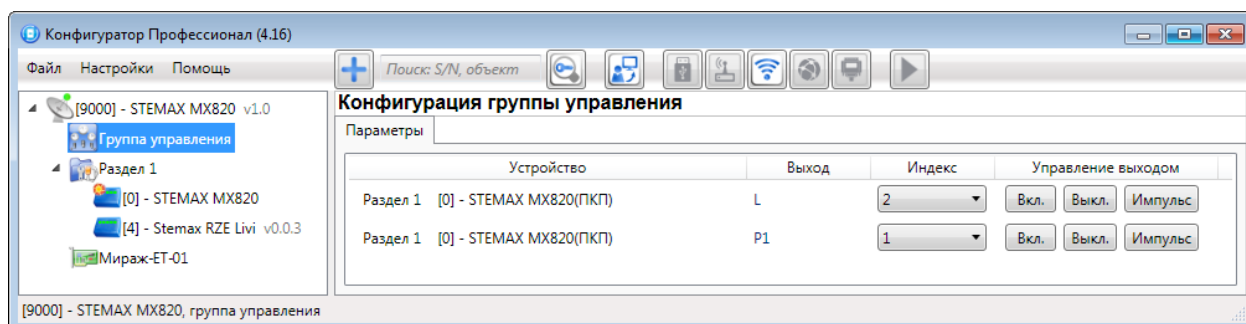 Конфигуратор Профессионал (4.16)
Файл Настройки Помощь
Поиск: S/N, объект
[9000] - STEMAX MX820 v1.0
Группа управления
Раздел 1
[0] - STEMAX MX820
[4] - Stemax RZE Livi v0.0.3
Мираж-ET-01
Конфигурация группы управления
Параметры
Устройство Выход Индекс Управление выходом
Раздел 1 [0] - STEMAX MX820(ПКП) L 2 Вкл. Выкл. Импульс
Раздел 1 [0] - STEMAX MX820(ПКП) P1 1 Вкл. Выкл. Импульс
[9000] - STEMAX MX820, группа управления